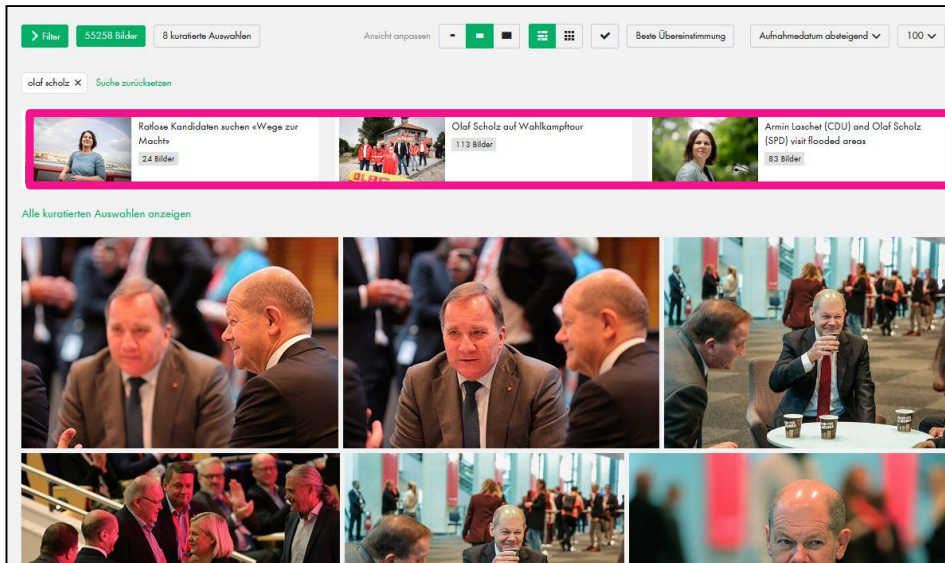 Filter
55258 Bilder
8 kuratierte Auswahlen
Ansicht anpassen
Beste Übereinstimmung
Aufnahmedatum absteigend
100
olaf scholz
Suche zurücksetzen
Ratlose Kandidaten suchen «Wege zur
Macht»
24 Bilder
Olaf Scholz auf Wahlkampftour
113 Bilder
Armin Laschet (CDU) and Olaf Scholz
(SPD) visit flooded areas
83 Bilder
OLAF
Alle kuratierten Auswahlen anzeigen